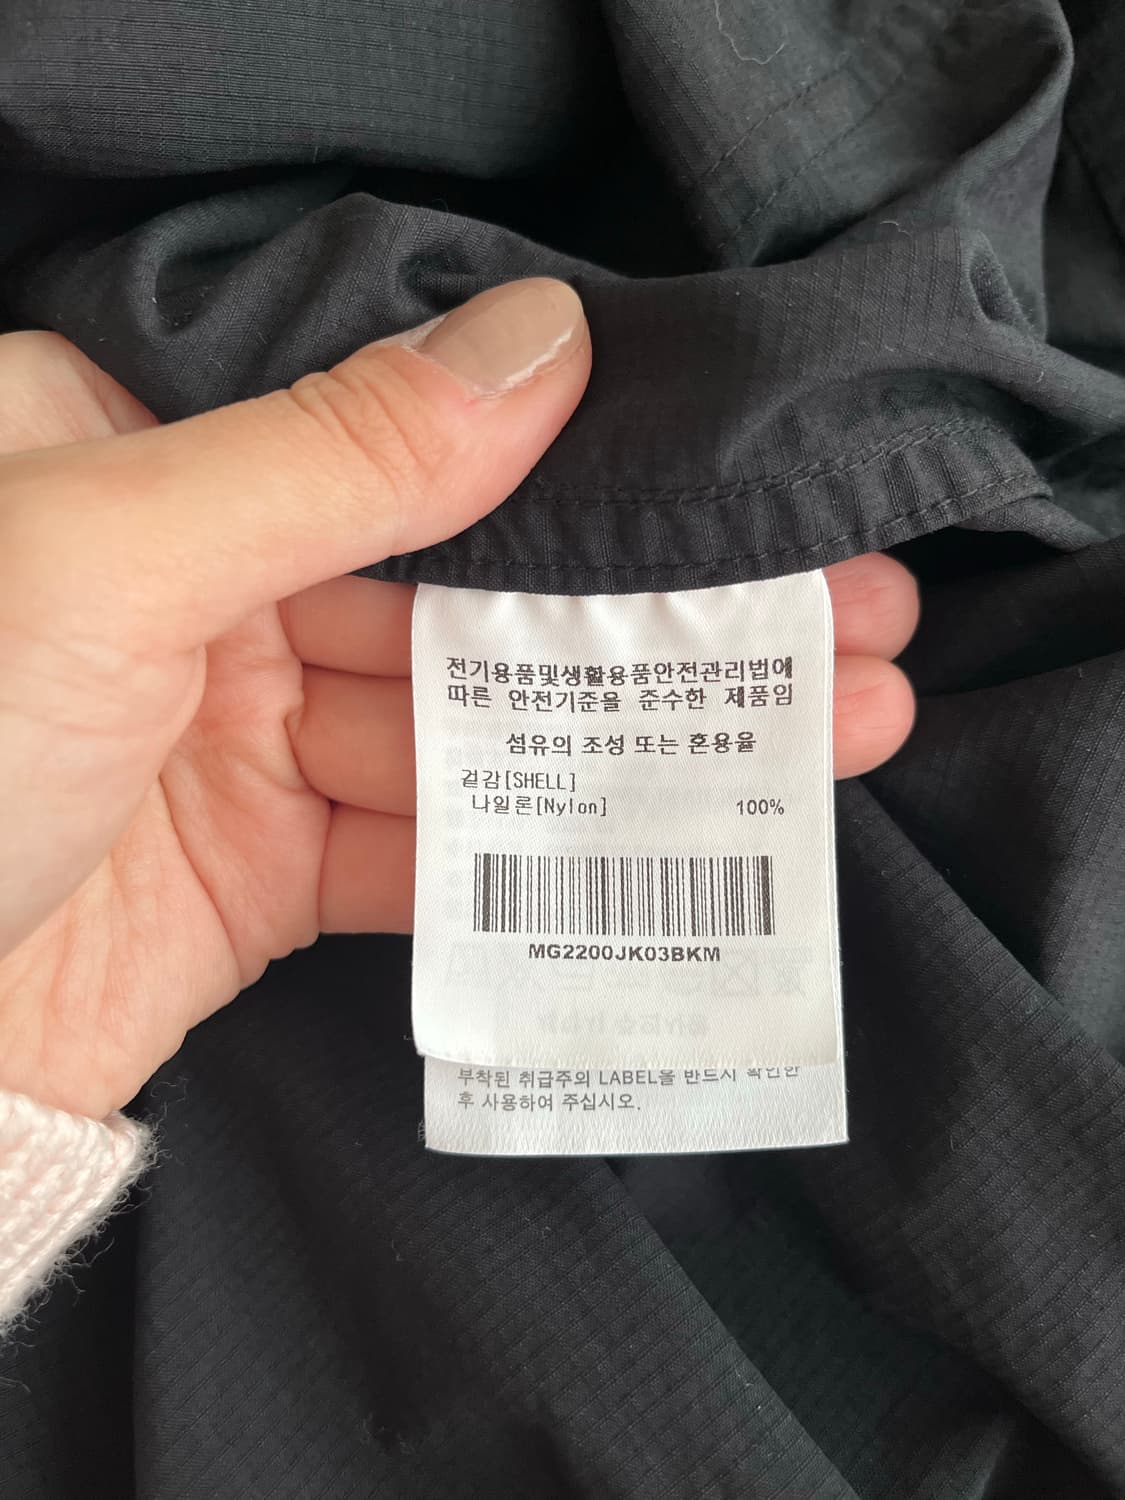 전기용품및생활용품안전관리법에
따른 안전기준을 준수한 제품임
섬유의 조성 또는 혼용율
겉감[SHELL]
나일론[Nylon] 100%
MG2200JK03BKM
부착된 취급주의 LABEL을 반드시 확인한
후 사용하여 주십시오.